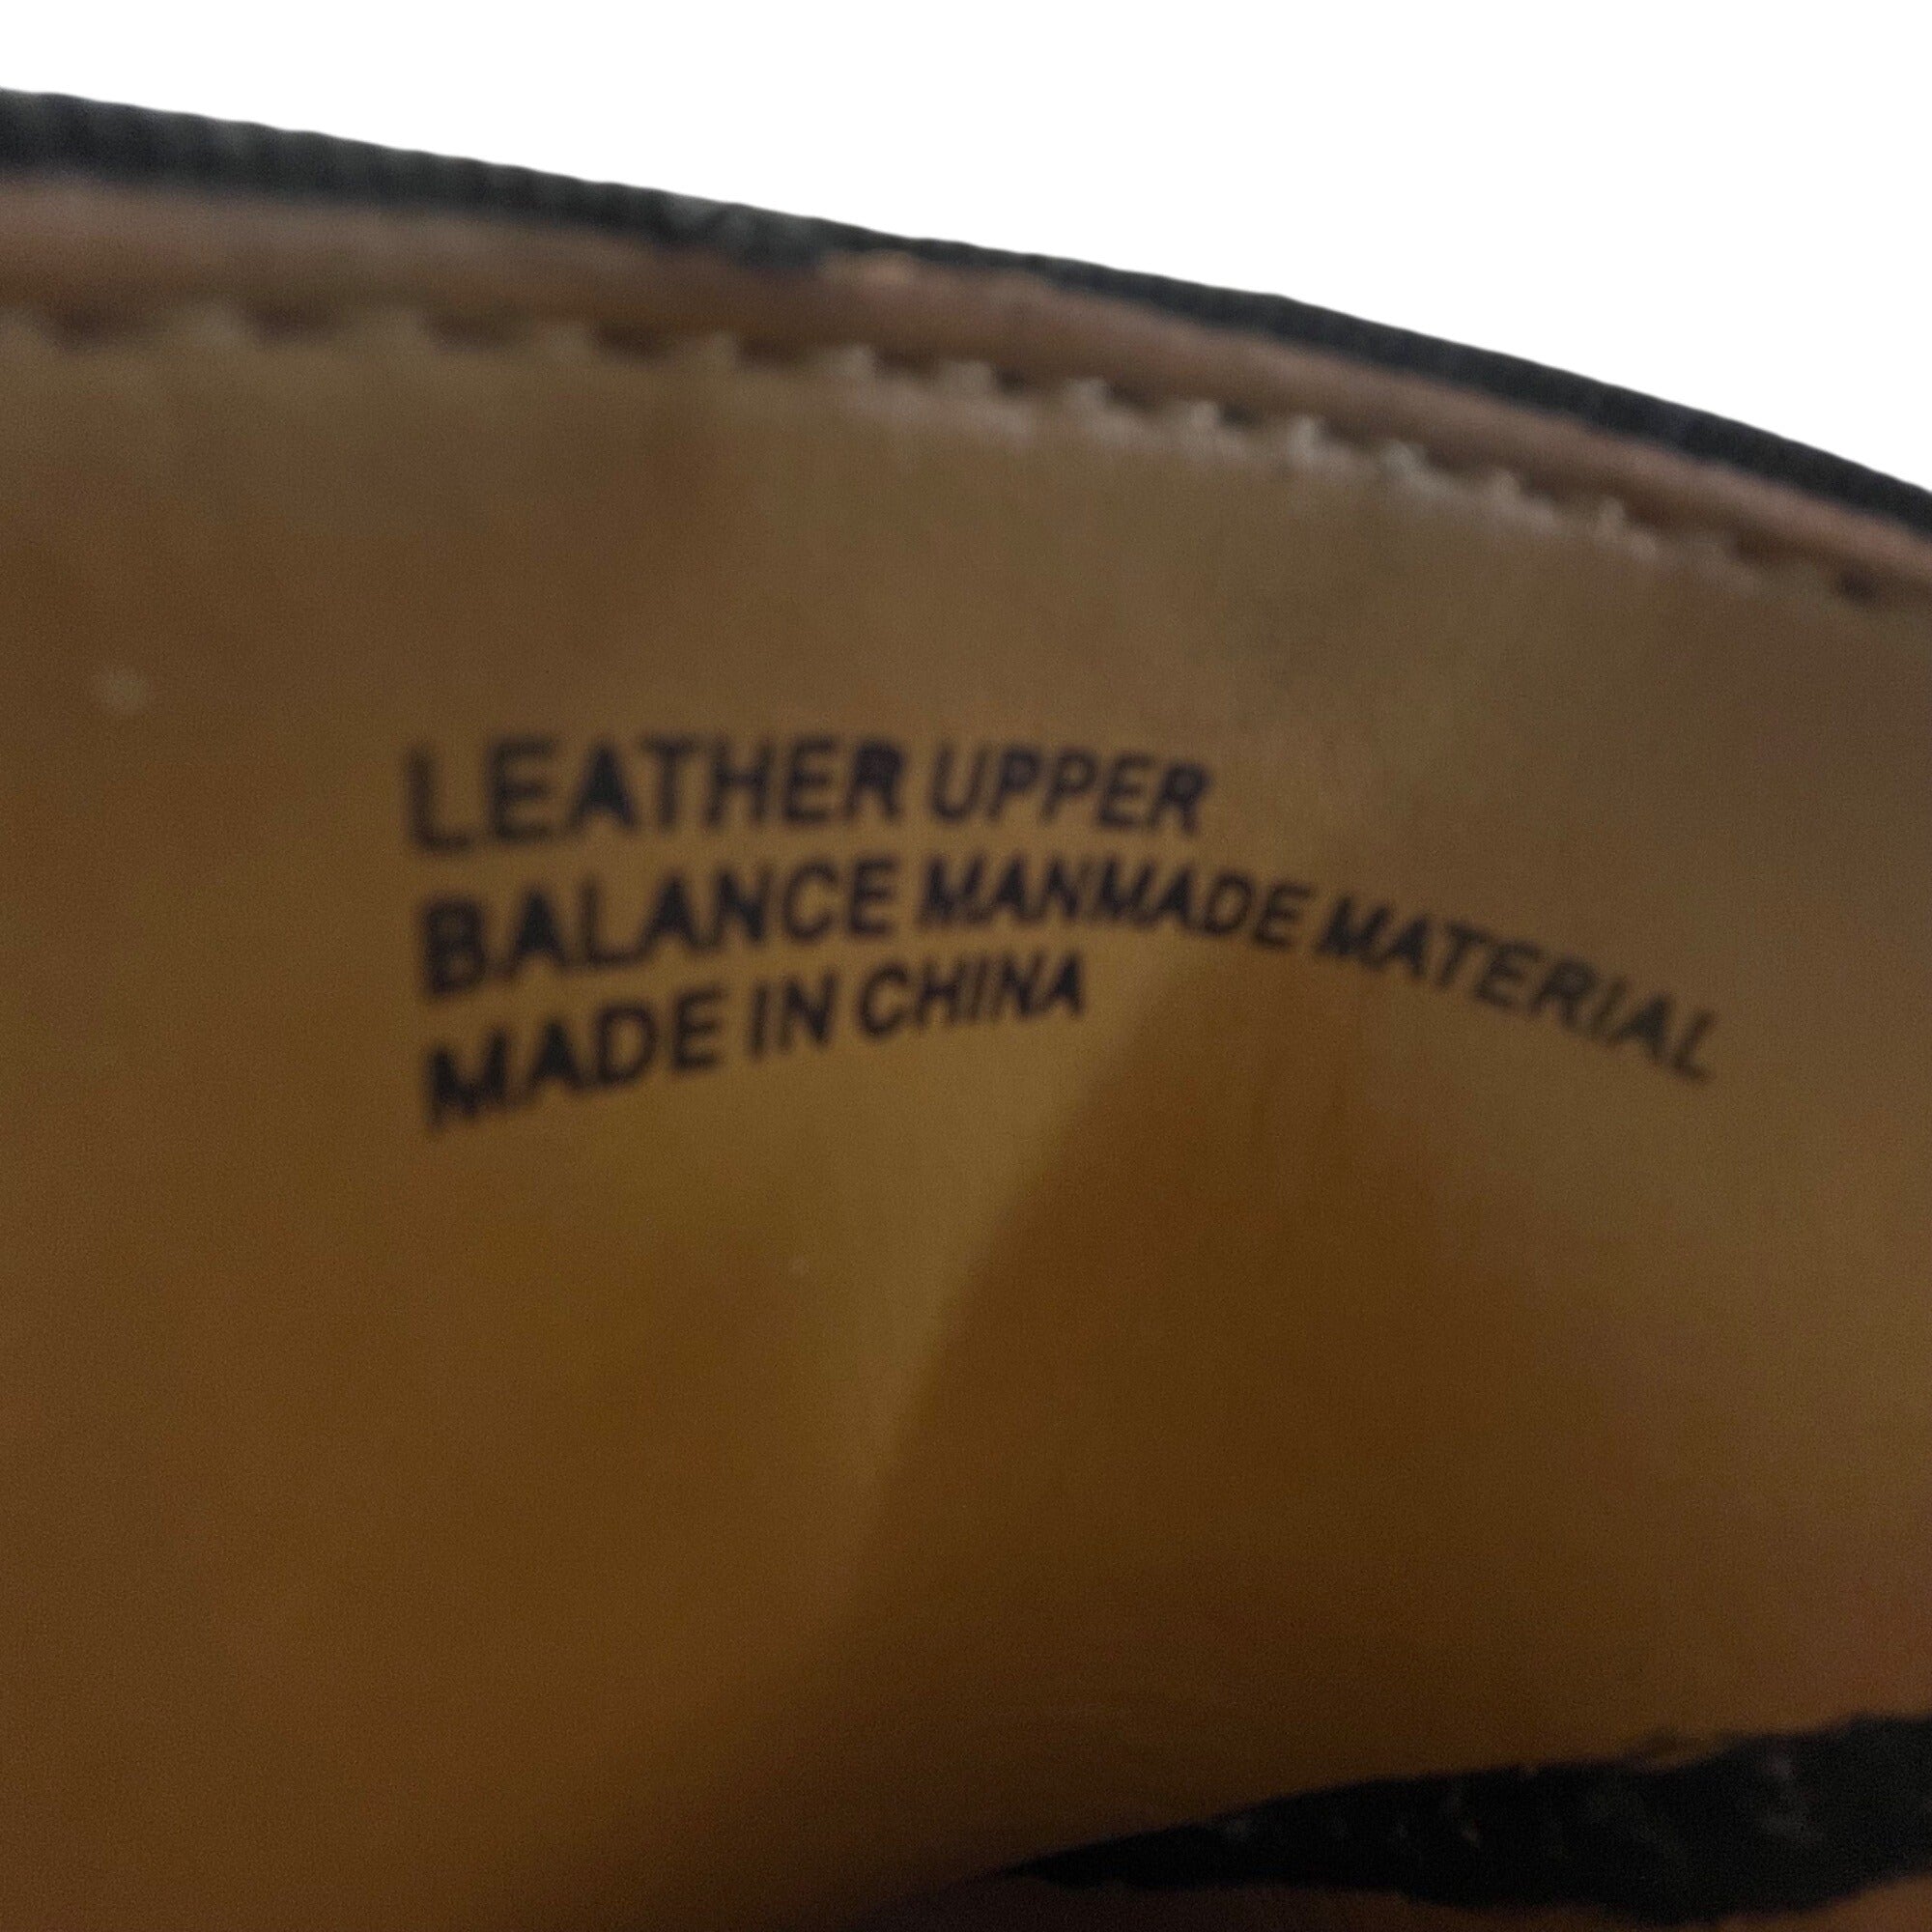 LEATHER UPPER
BALANCE MANMADE MATERIAL
MADE IN CHINA